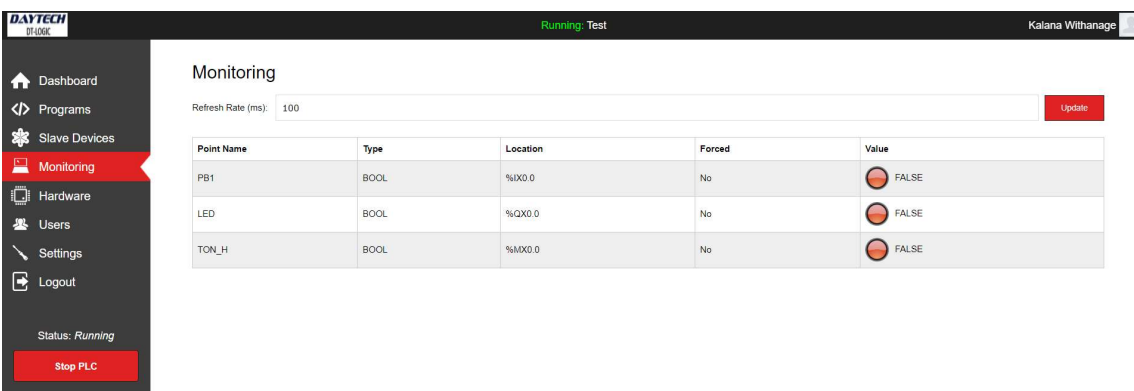 DAYTECH
DT-LOGIC
Running: Test
Kalana Withanage
Dashboard
Programs
Slave Devices
Monitoring
Hardware
Users
Settings
Logout
Status: Running
Stop PLC
Monitoring
Refresh Rate (ms): 100 Update
Point Name Type Location Forced Value
PB1 BOOL %IX0.0 No FALSE
LED BOOL %QX0.0 No FALSE
TON_H BOOL %MX0.0 No FALSE